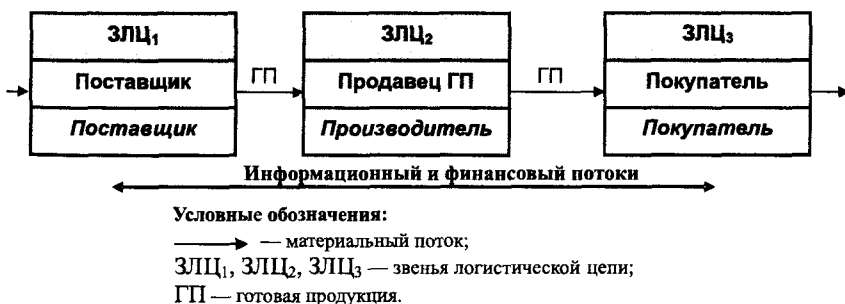 ЗЛЦ₁ ЗЛЦ₂ ЗЛЦ₃
Поставщик ГП Продавец ГП ГП Покупатель
Поставщик Производитель Покупатель
Информационный и финансовый потоки
Условные обозначения:
— материальный поток;
ЗЛЦ₁, ЗЛЦ₂, ЗЛЦ₃ — звенья логистической цепи;
ГП — готовая продукция.